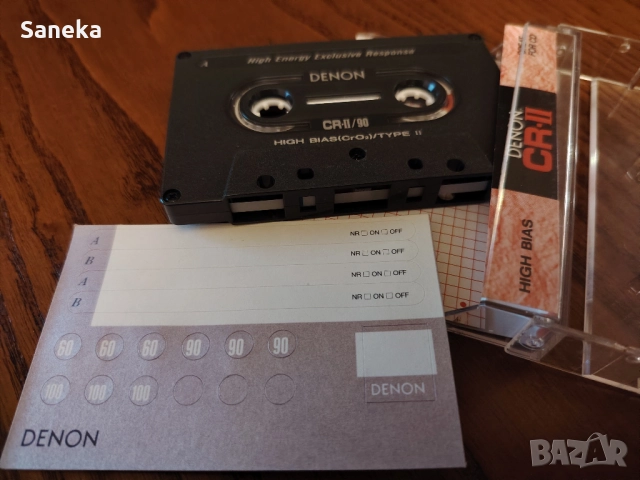 Saneka
A High Energy Exclusive Response
DENON
CR-II/90
HIGH BIAS(CrO₂)/TYPE II
FOR CD
DENON
CR-II
HIGH BIAS
A NR □ ON □ OFF
B NR □ ON □ OFF
A NR □ ON □ OFF
B NR □ ON □ OFF
60 60 60 90 90 90
100 100 100
DENON
DENON
BAZAR